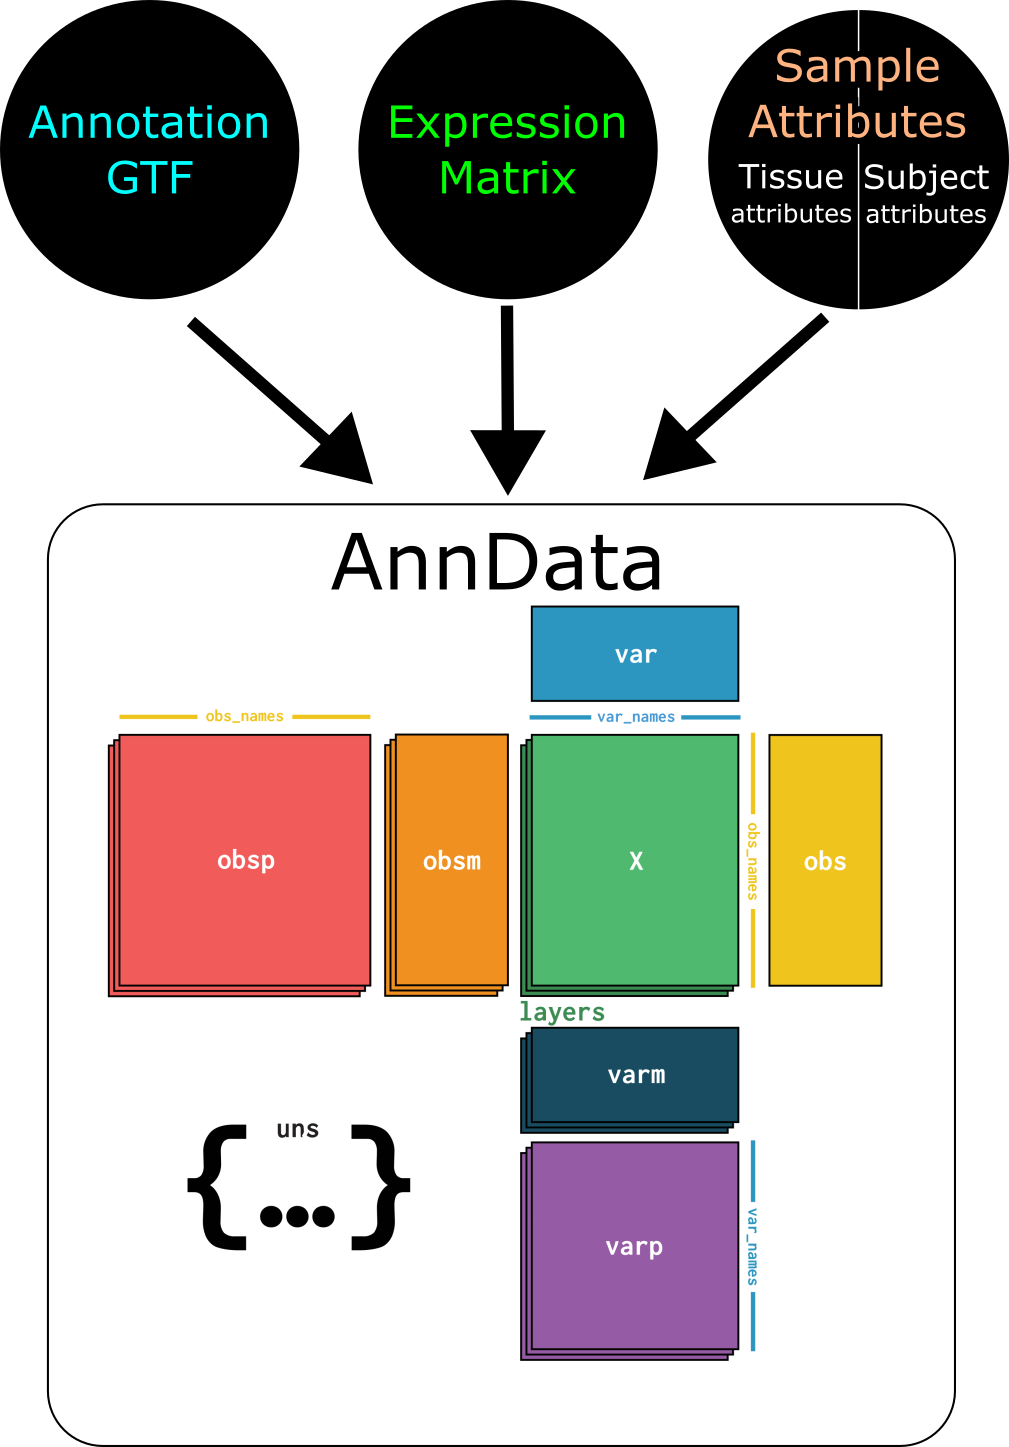 Annotation
GTF
Expression
Matrix
Sample
Attributes
Tissue
attributes
Subject
attributes
AnnData
var
obs_names
var_names
obsp
obsm
X
obs_names
obs
layers
varm
uns
{...}
varp
var_names